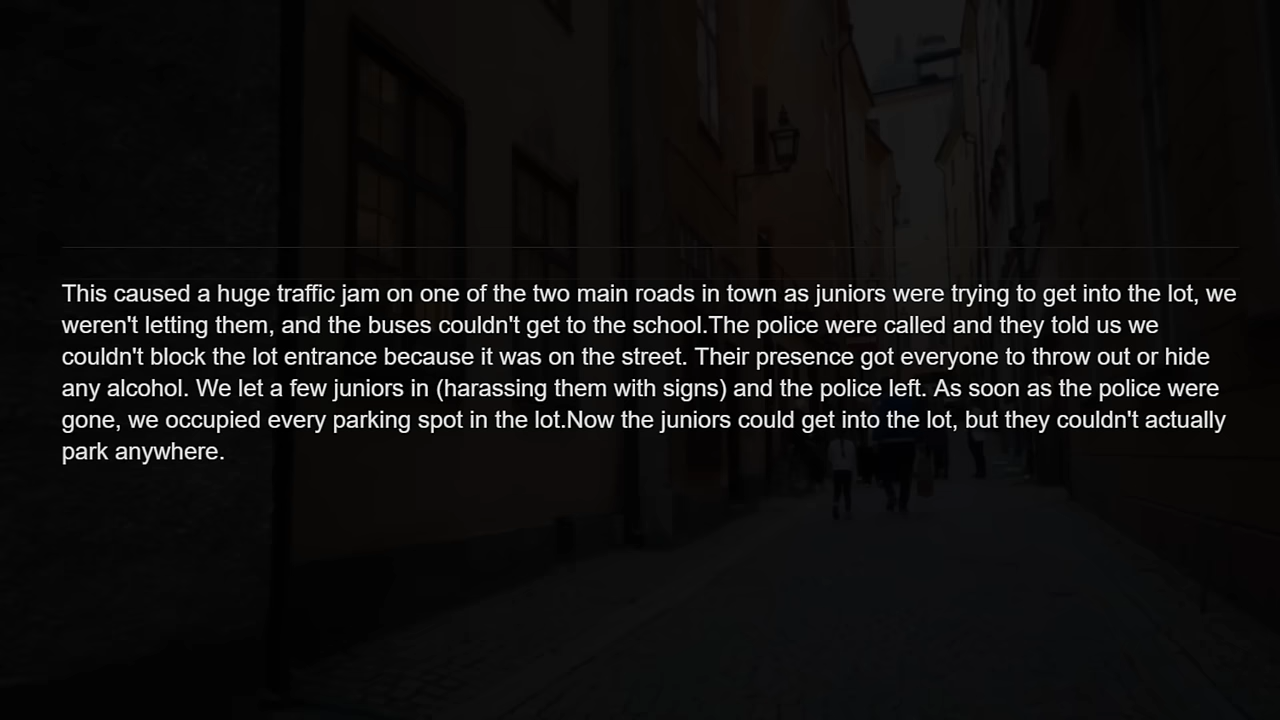 This caused a huge traffic jam on one of the two main roads in town as juniors were trying to get into the lot, we
weren't letting them, and the buses couldn't get to the school.The police were called and they told us we
couldn't block the lot entrance because it was on the street. Their presence got everyone to throw out or hide
any alcohol. We let a few juniors in (harassing them with signs) and the police left. As soon as the police were
gone, we occupied every parking spot in the lot.Now the juniors could get into the lot, but they couldn't actually
park anywhere.